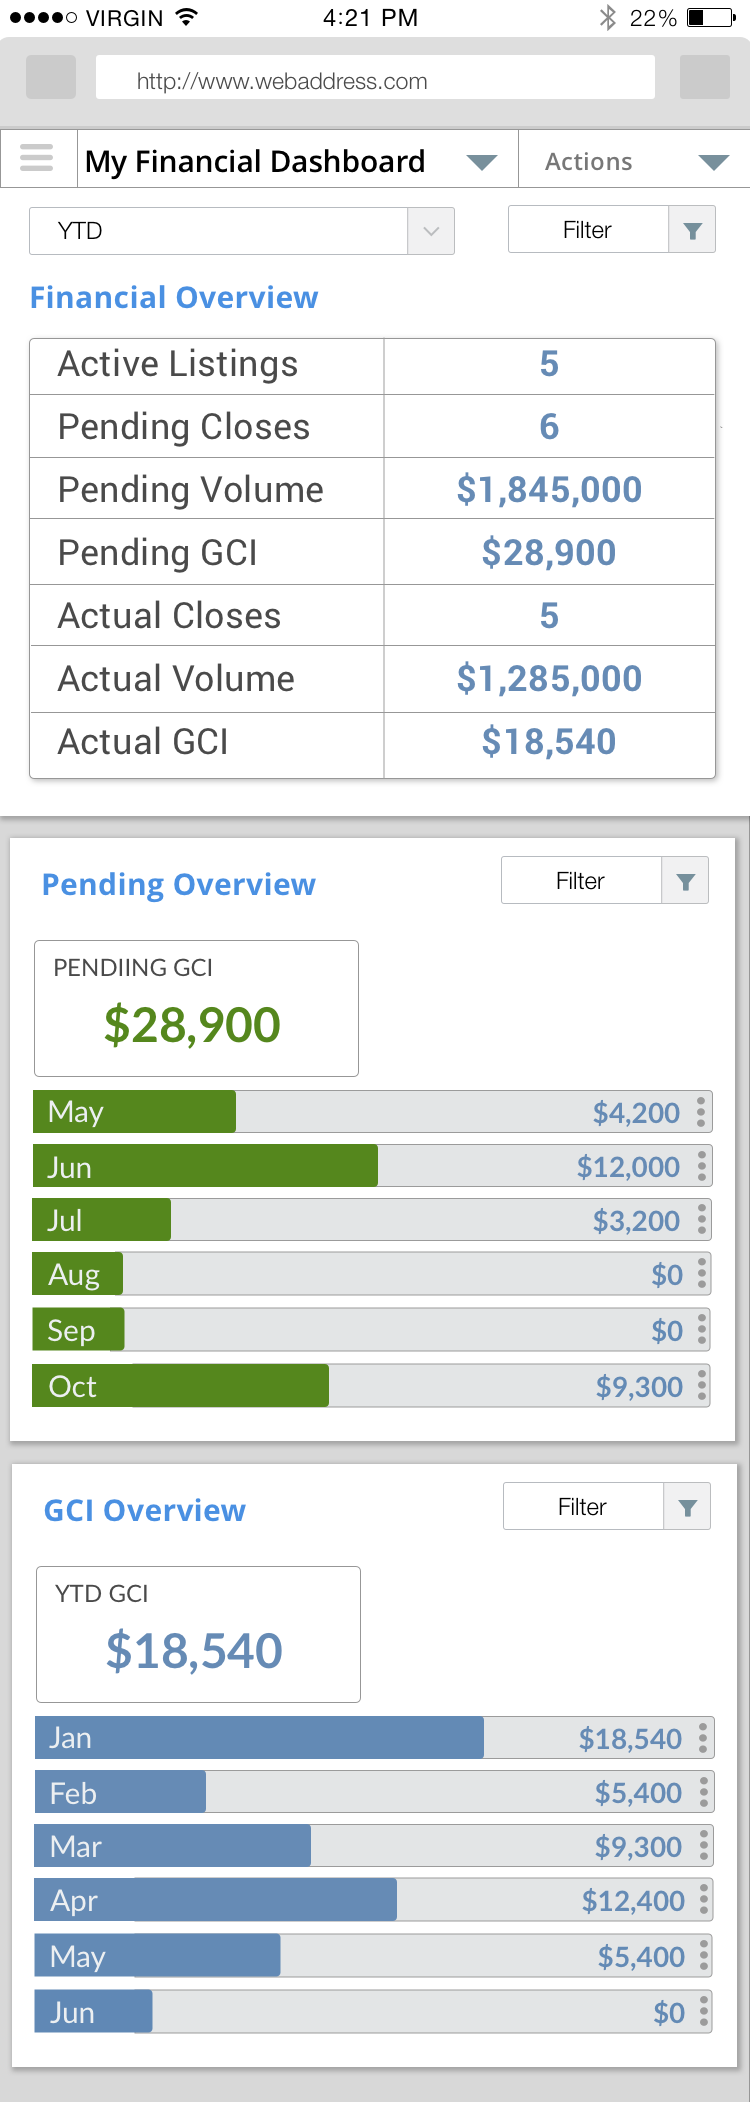 VIRGIN 4:21 PM 22%
http://www.webaddress.com
My Financial Dashboard Actions
YTD Filter
Financial Overview
Active Listings 5
Pending Closes 6
Pending Volume $1,845,000
Pending GCI $28,900
Actual Closes 5
Actual Volume $1,285,000
Actual GCI $18,540
Pending Overview Filter
PENDIING GCI
$28,900
May $4,200
Jun $12,000
Jul $3,200
Aug $0
Sep $0
Oct $9,300
GCI Overview Filter
YTD GCI
$18,540
Jan $18,540
Feb $5,400
Mar $9,300
Apr $12,400
May $5,400
Jun $0